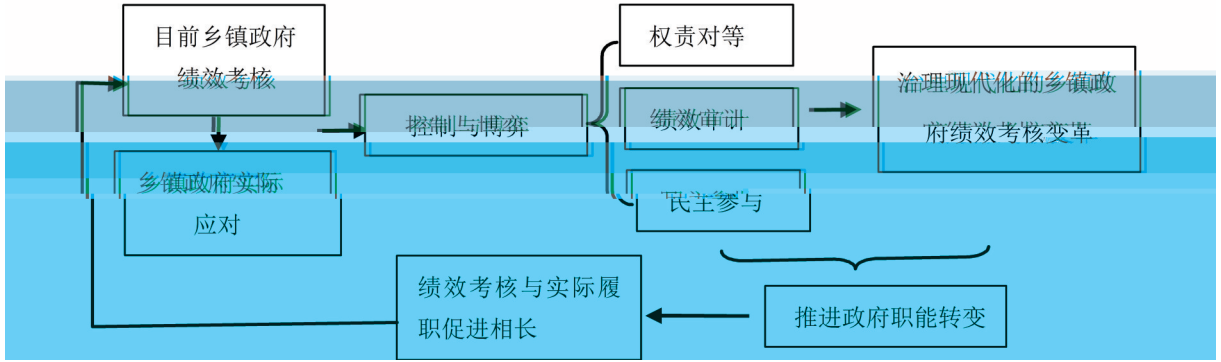 目前乡镇政府
绩效考核
乡镇政府实际
应对
控制与博弈
权责对等
绩效审计
民主参与
治理现代化的乡镇政
府绩效考核变革
推进政府职能转变
绩效考核与实际履
职促进相长